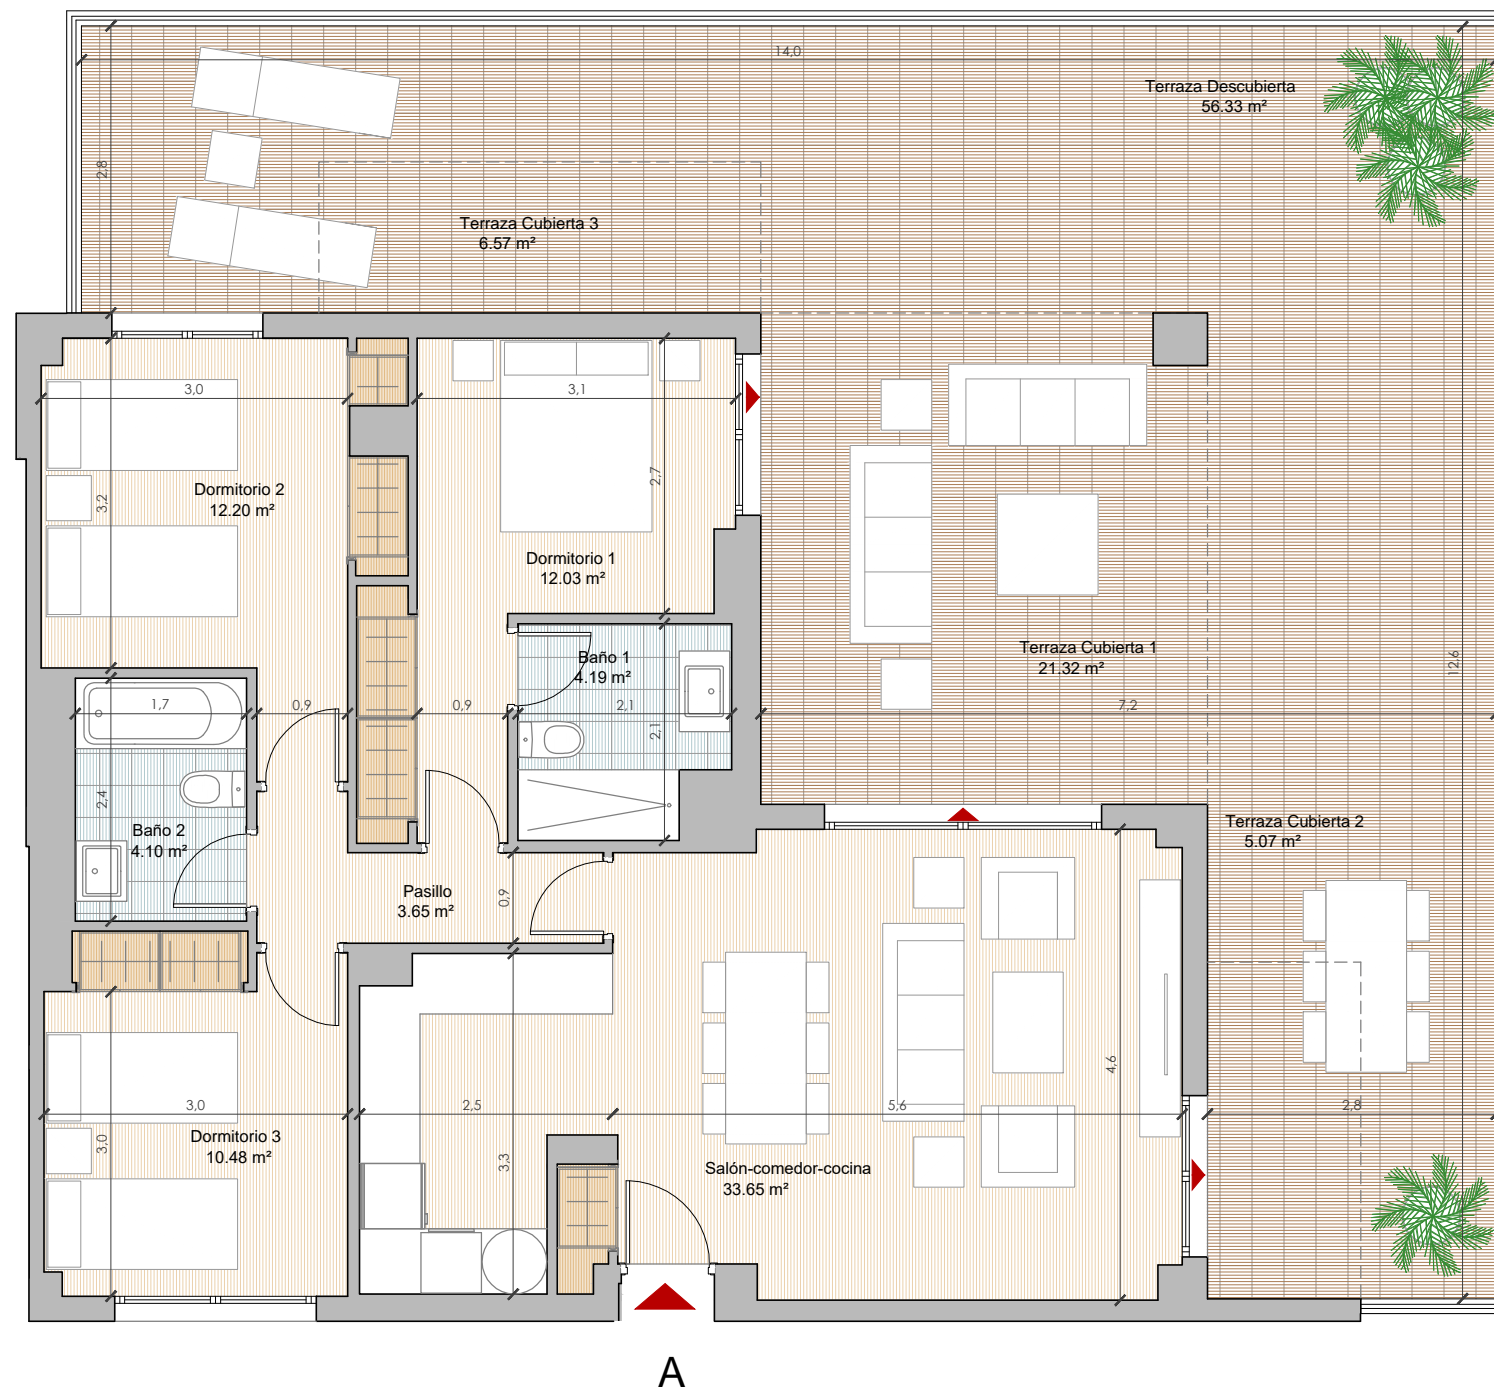 14,0
Terraza Descubierta
56.33 m²
2,8
Terraza Cubierta 3
6.57 m²
3,0
3,1
2,7
Dormitorio 2
12.20 m²
3,2
Dormitorio 1
12.03 m²
Terraza Cubierta 1
21.32 m²
12,6
Baño 1
4.19 m²
1,7
0,9
0,9
2,1
2,1
7,2
2,4
Baño 2
4.10 m²
Terraza Cubierta 2
5.07 m²
Pasillo
3.65 m²
0,9
4,6
3,0
2,5
5,6
2,8
Dormitorio 3
10.48 m²
3,0
3,3
Salón-comedor-cocina
33.65 m²
A